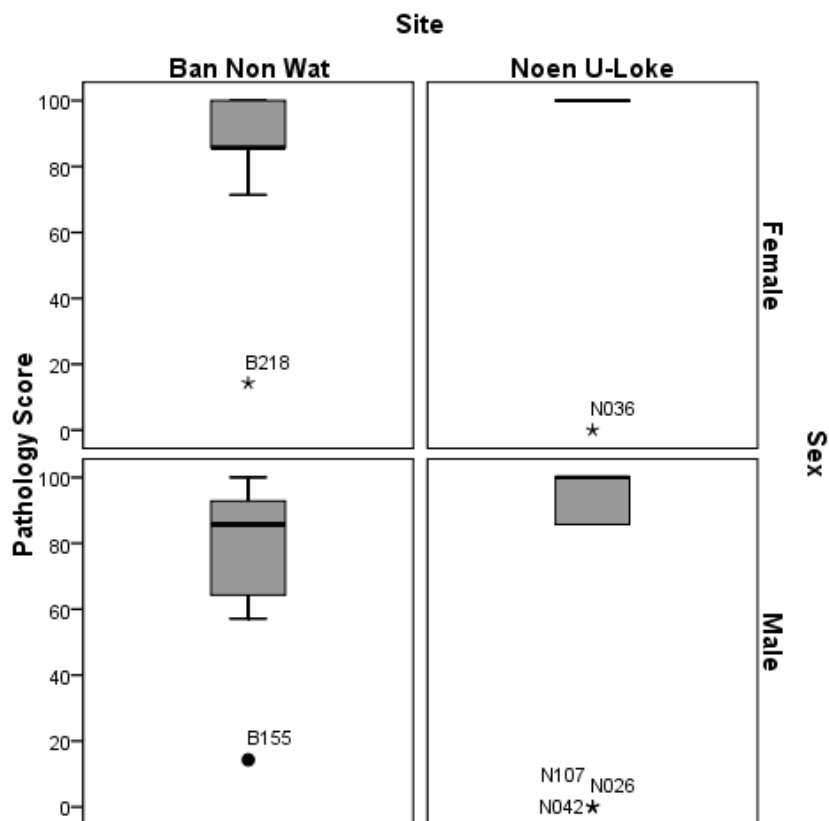 Site
Ban Non Wat Noen U-Loke
100
80
60
40
20
0
B218
N036
Female
100
80
60
40
20
0
B155
N107
N026
N042
Male
Pathology Score
Sex